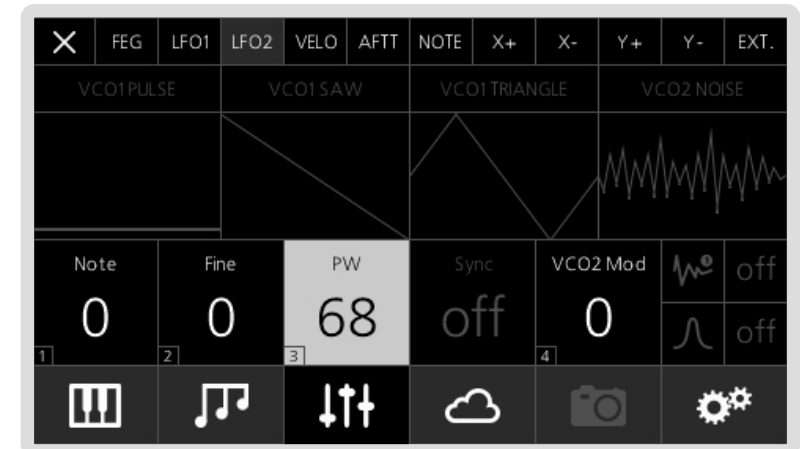 FEG LFO1 LFO2 VELO AFTT NOTE X+ X- Y+ Y- EXT.
VCO1 PULSE VCO1 SAW VCO1 TRIANGLE VCO2 NOISE
Note Fine PW Sync VCO2 Mod off
0 0 68 off 0 off
1 2 3 4